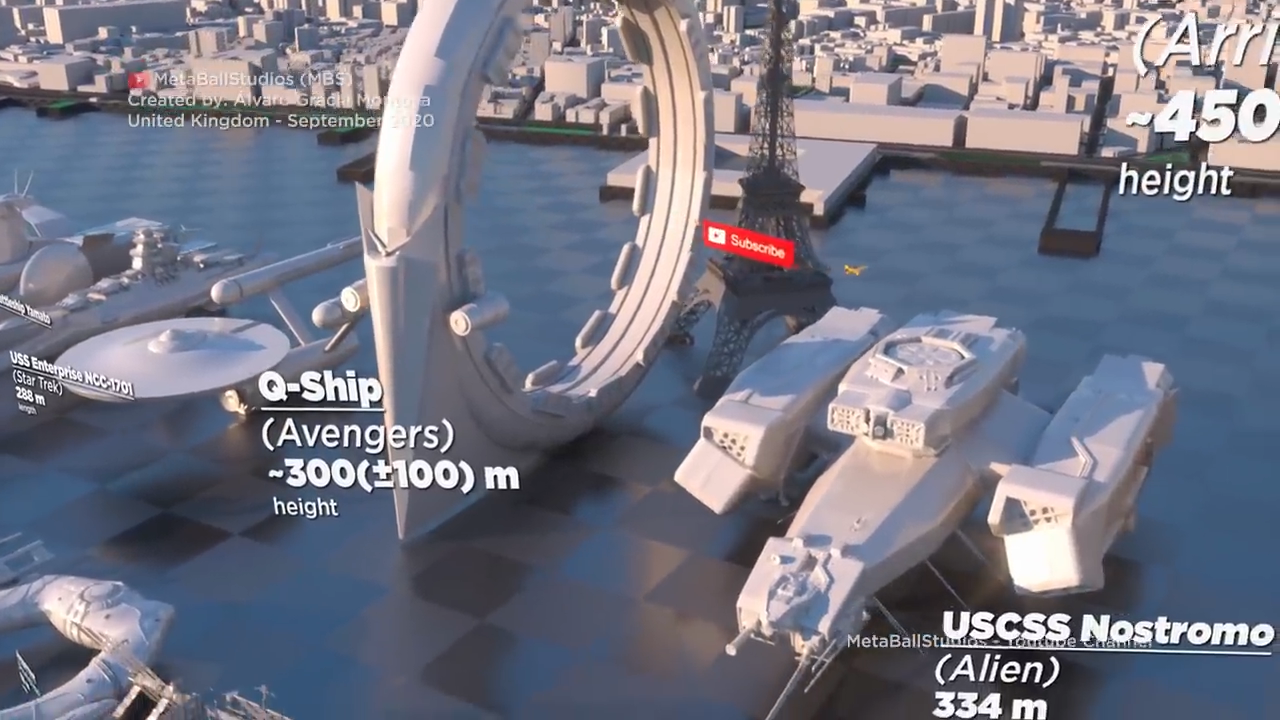 MetaBallStudios (MBS)
Created by: Álvaro Gracia Montoya
United Kingdom - September 2020
(Arri
~450
height
Subscribe
Battleship Yamato
USS Enterprise NCC-1701
(Star Trek)
288 m
length
Q-Ship
(Avengers)
~300(±100) m
height
USCSS Nostromo
MetaBallStudios - Youtube Channel
(Alien)
334 m